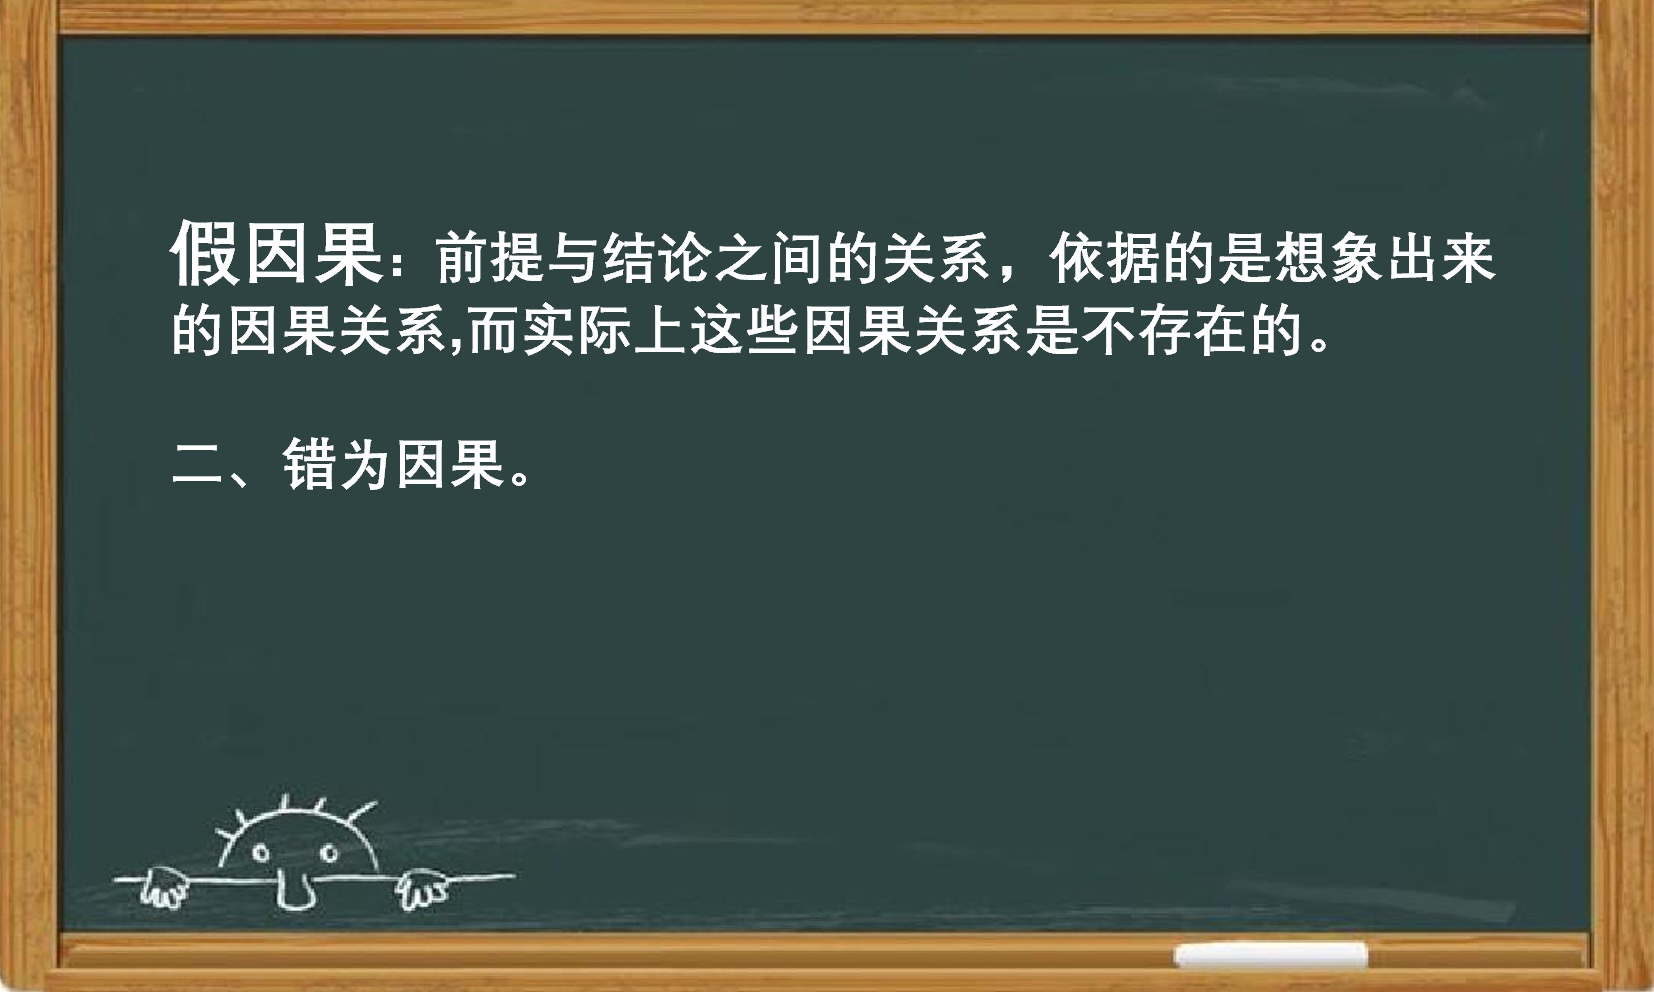 假因果：前提与结论之间的关系，依据的是想象出来
的因果关系,而实际上这些因果关系是不存在的。
二、错为因果。